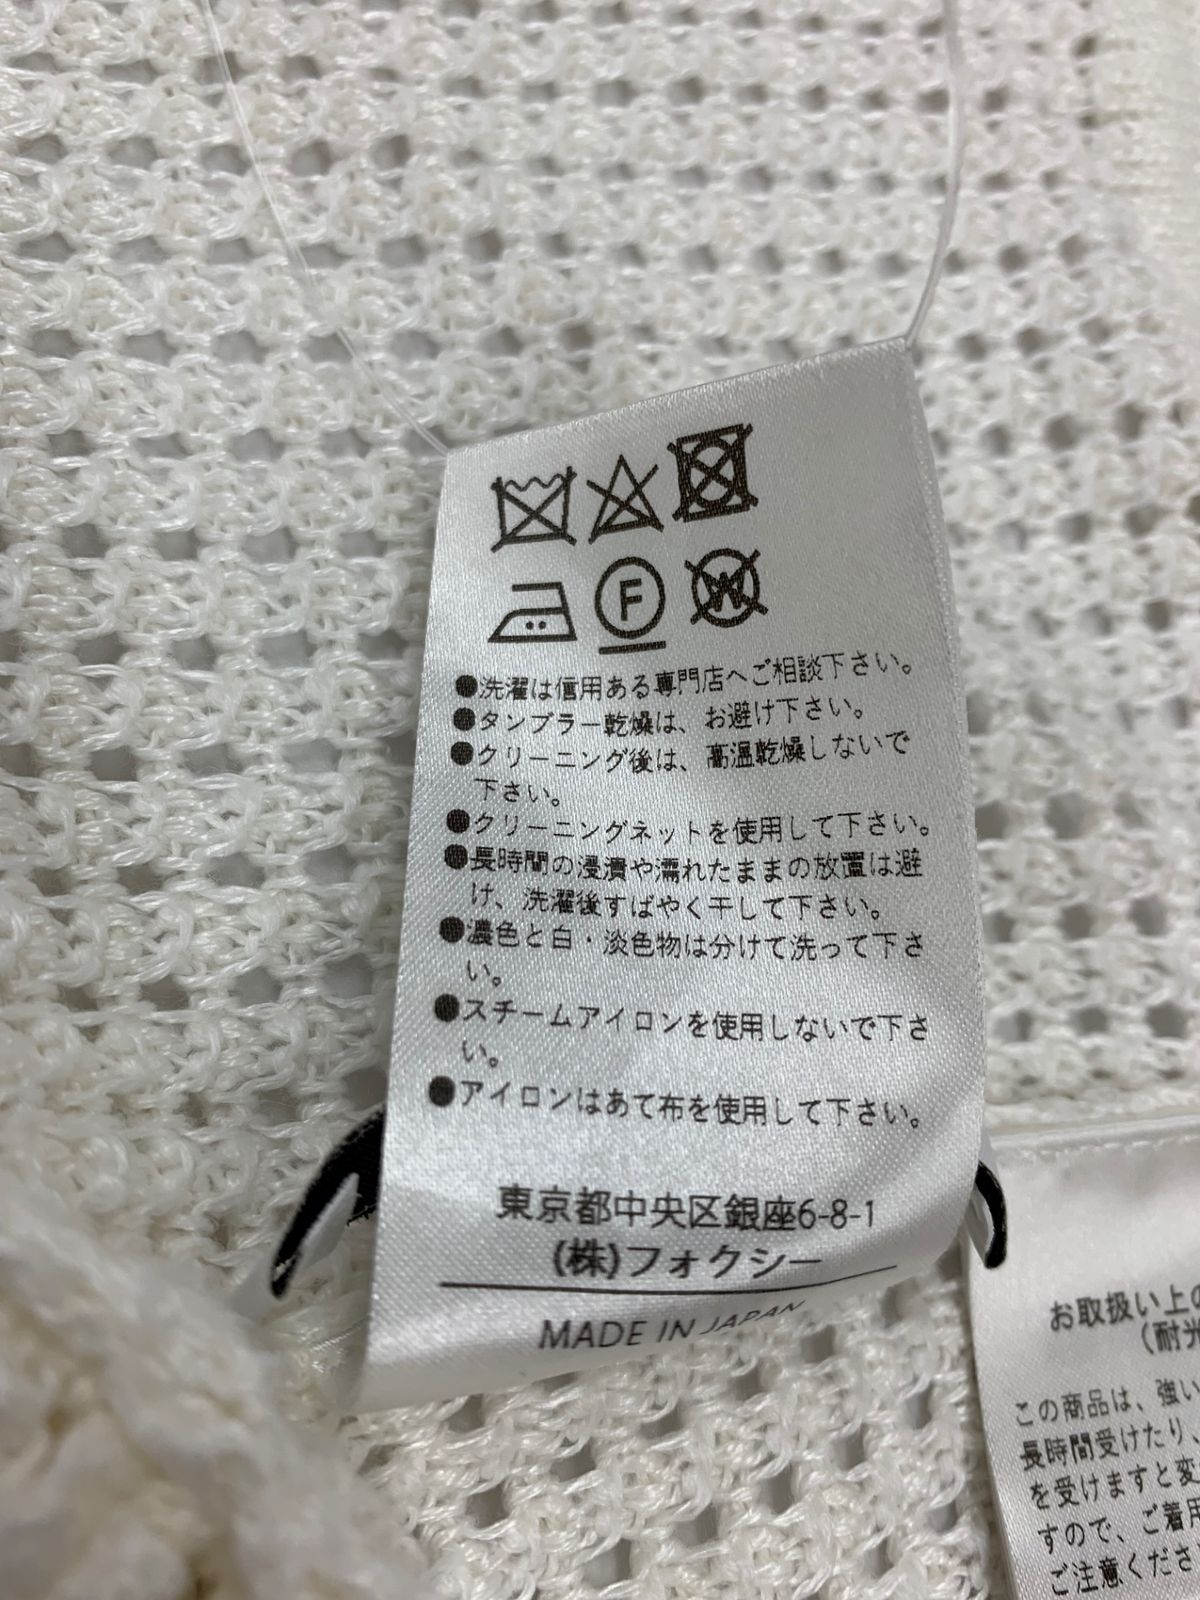 F
W
●洗濯は信用ある専門店へご相談下さい。
●タンブラー乾燥は、お避け下さい。
●クリーニング後は、高温乾燥しないで
下さい。
●クリーニングネットを使用して下さい。
●長時間の浸漬や濡れたままの放置は避
け、洗濯後すばやく干して下さい。
●濃色と白・淡色物は分けて洗って下さ
い。
●スチームアイロンを使用しないで下さ
い。
●アイロンはあて布を使用して下さい。
東京都中央区銀座6-8-1
(株)フォクシー
MADE IN JAPAN
お取扱い上の
(耐光
この商品は、強い
長時間受けたり、
を受けますと変
すので、ご着用
ご注意くださ